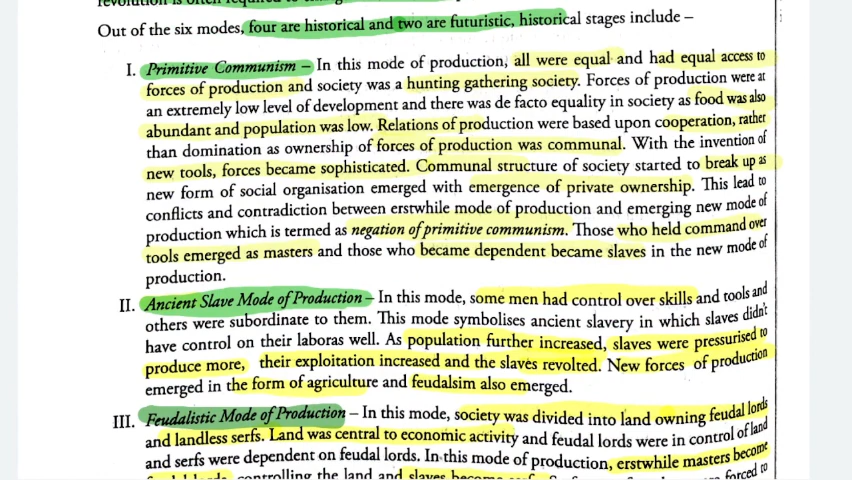 Out of the six modes, four are historical and two are futuristic, historical stages include –
I. Primitive Communism – In this mode of production, all were equal and had equal access to
forces of production and society was a hunting gathering society. Forces of production were at
an extremely low level of development and there was de facto equality in society as food was also
abundant and population was low. Relations of production were based upon cooperation, rather
than domination as ownership of forces of production was communal. With the invention of
new tools, forces became sophisticated. Communal structure of society started to break up as
new form of social organisation emerged with emergence of private ownership. This lead to
conflicts and contradiction between erstwhile mode of production and emerging new mode of
production which is termed as negation of primitive communism. Those who held command over
tools emerged as masters and those who became dependent became slaves in the new mode of
production.
II. Ancient Slave Mode of Production – In this mode, some men had control over skills and tools and
others were subordinate to them. This mode symbolises ancient slavery in which slaves didn't
have control on their laboras well. As population further increased, slaves were pressurised to
produce more, their exploitation increased and the slaves revolted. New forces of production
emerged in the form of agriculture and feudalsim also emerged.
III. Feudalistic Mode of Production – In this mode, society was divided into land owning feudal lords
and landless serfs. Land was central to economic activity and feudal lords were in control of land
and serfs were dependent on feudal lords. In this mode of production, erstwhile masters become
controlling the land and slaves become forced to